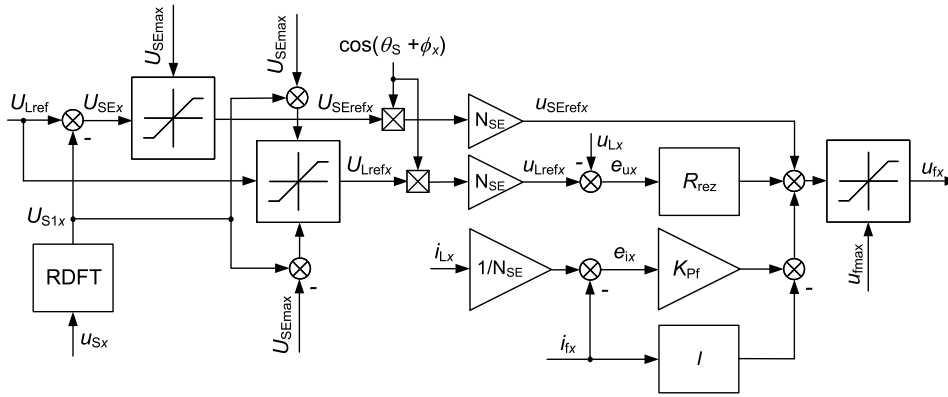 U_SEmax
U_SEmax
cos(θ_S + ϕ_x)
U_Lref
U_SEx
-
U_SErefx
N_SE
u_SErefx
U_Lrefx
N_SE
u_Lrefx
-
u_Lx
e_ux
R_rez
u_fx
U_S1x
RDFT
u_Sx
-
U_SEmax
i_Lx
1/N_SE
-
e_ix
K_Pf
-
u_fmax
i_fx
I